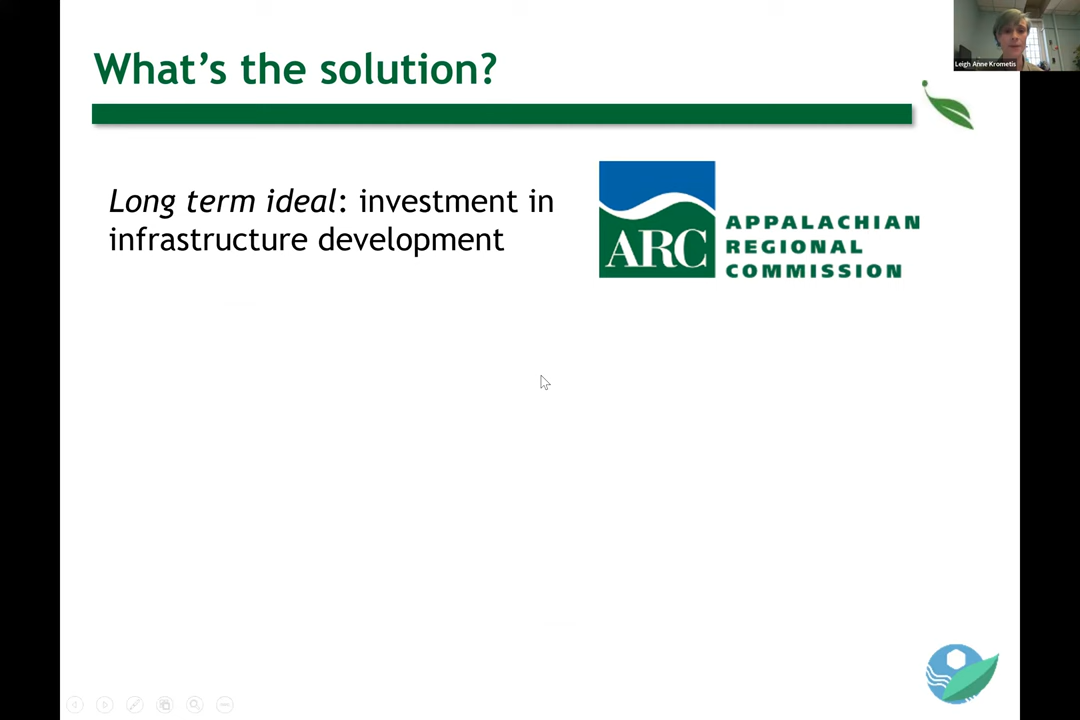 What's the solution?
Leigh Anne Krometis
Long term ideal: investment in
infrastructure development
ARC
APPALACHIAN
REGIONAL
COMMISSION